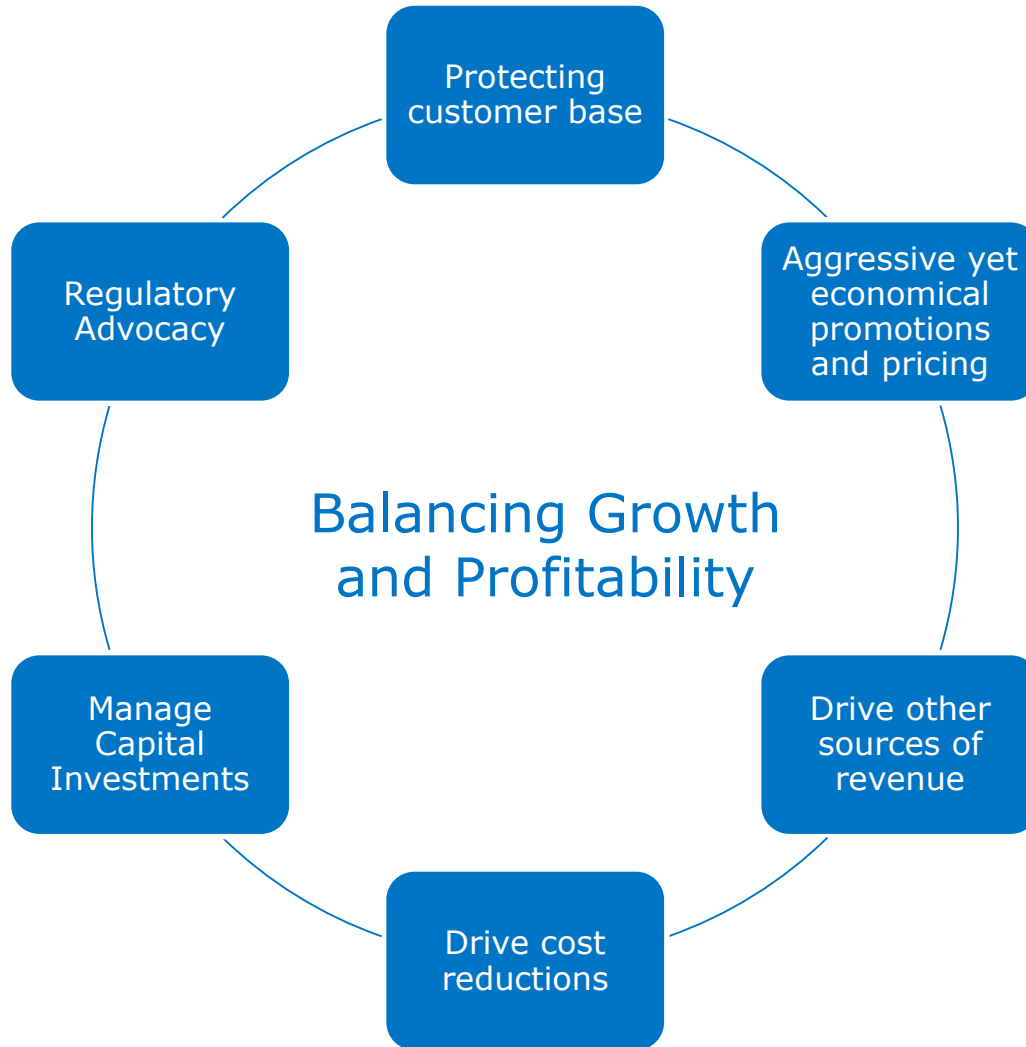 Protecting
customer base
Aggressive yet
economical
promotions
and pricing
Regulatory
Advocacy
Balancing Growth
and Profitability
Manage
Capital
Investments
Drive other
sources of
revenue
Drive cost
reductions